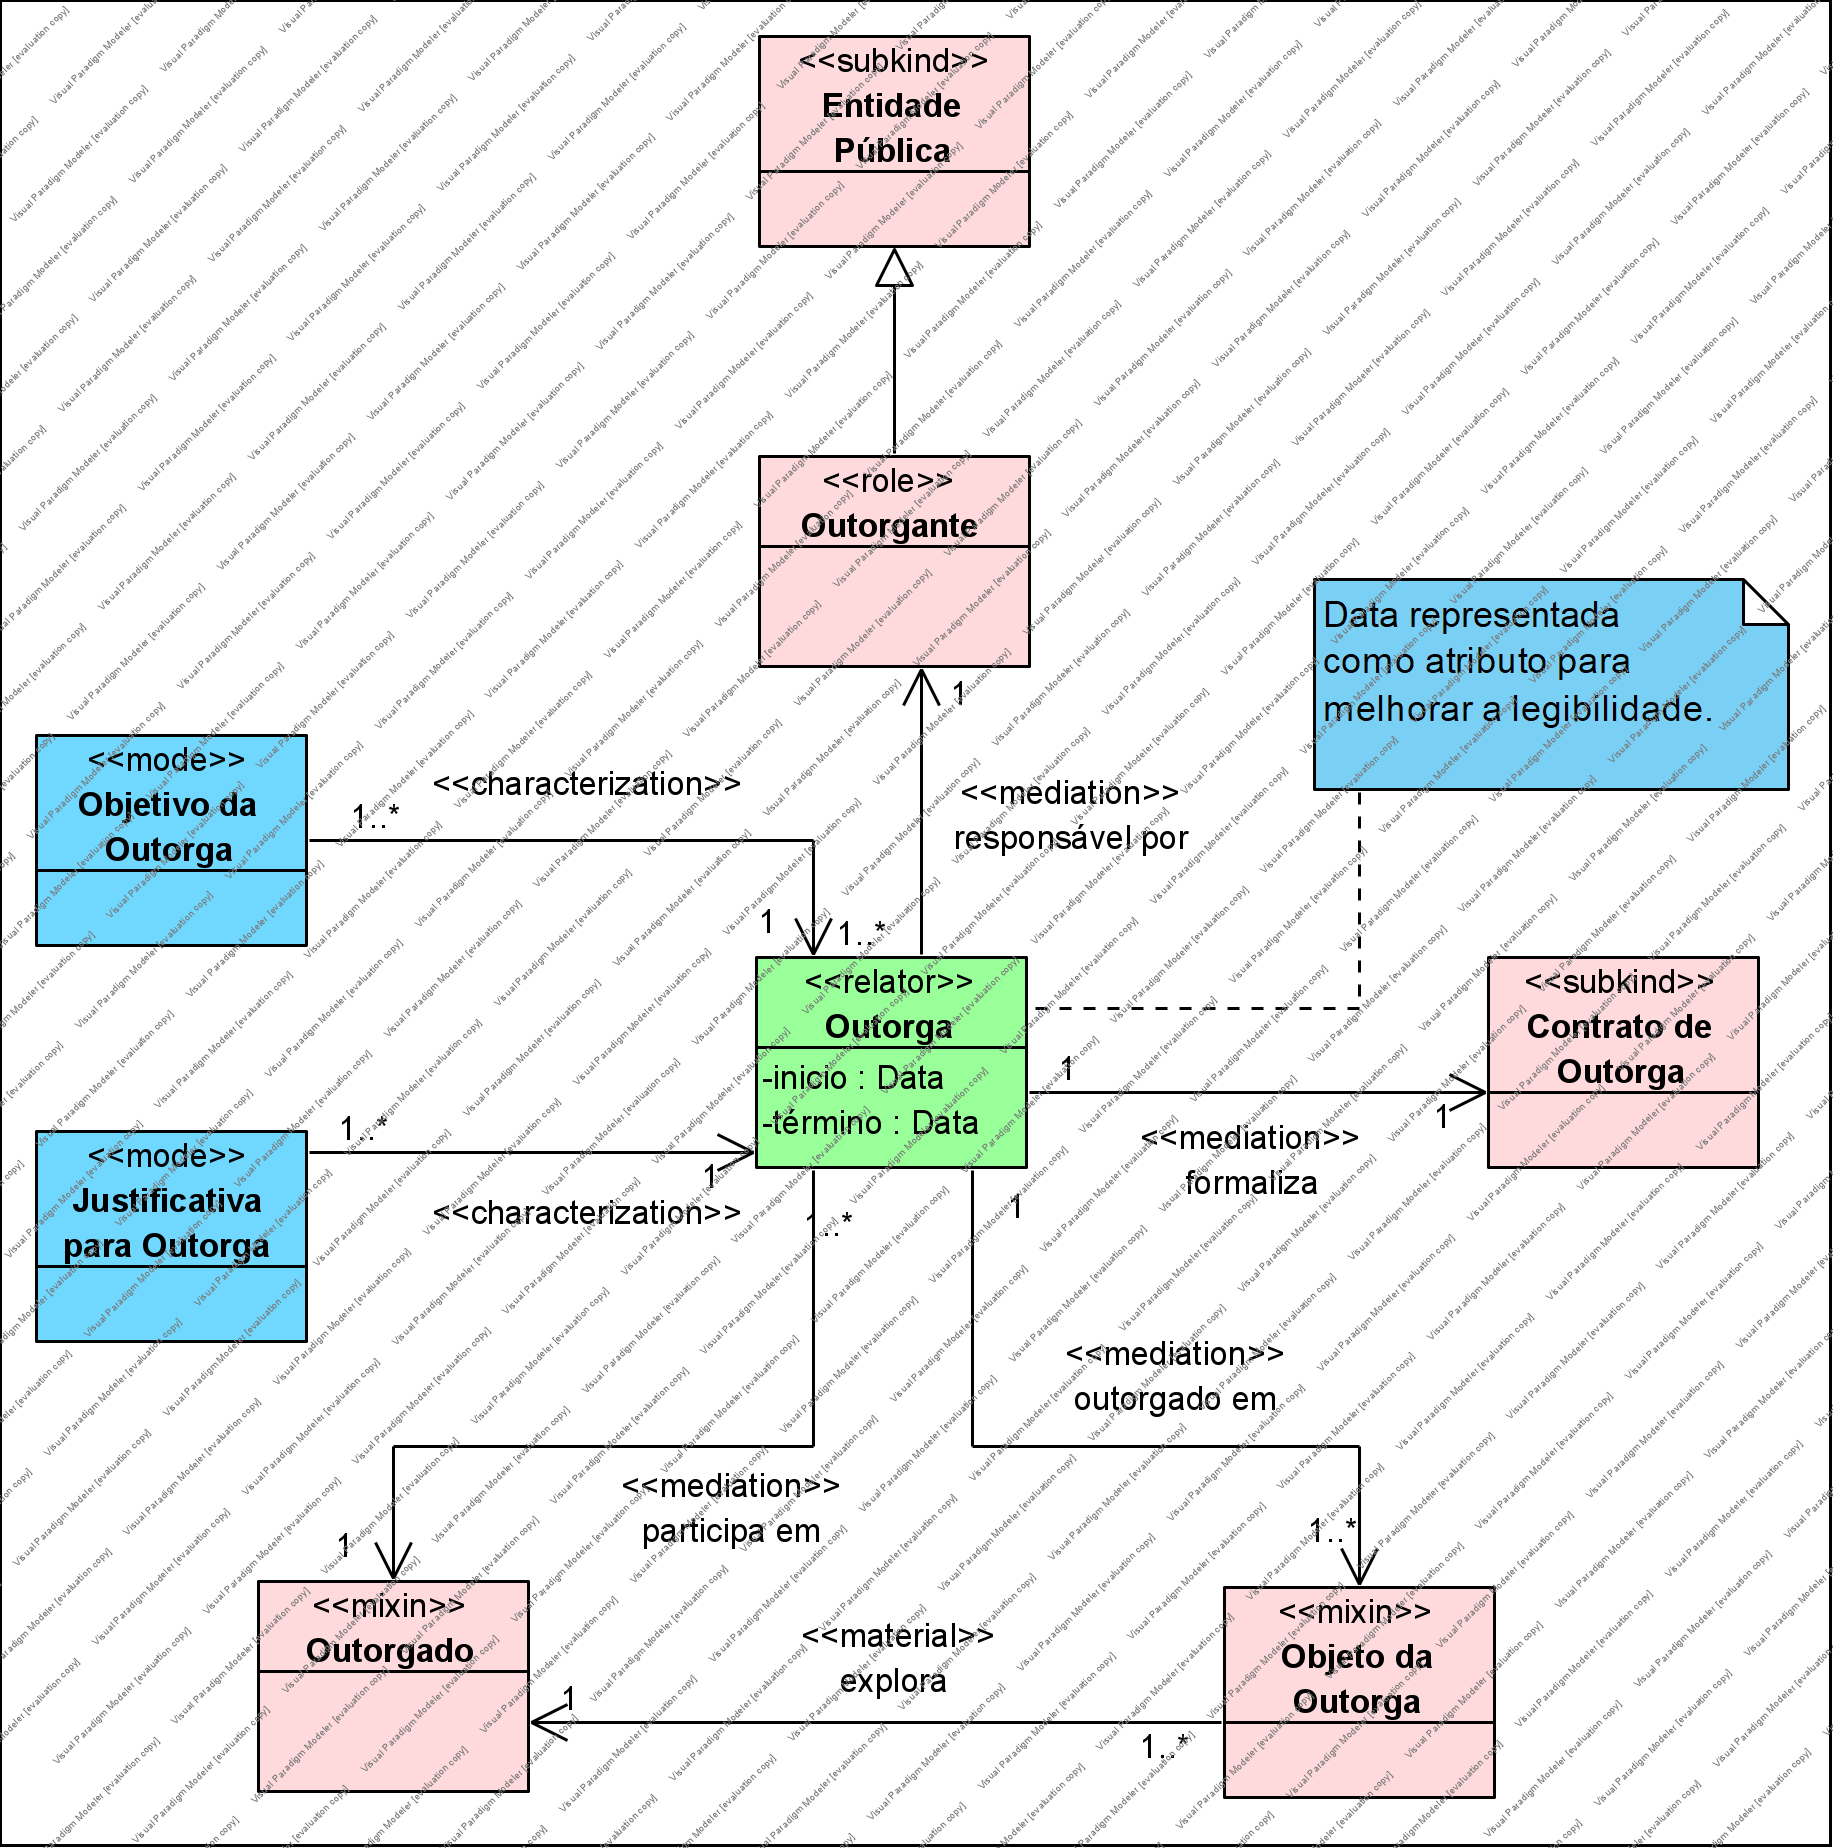 <<subkind>>
Entidade
Pública
<<role>>
Outorgante
Data representada
como atributo para
melhorar a legibilidade.
1
<<mode>>
Objetivo da
Outorga
<<characterization>>
1..*
1
<<mediation>>
responsável por
1..*
<<relator>>
Outorga
-inicio : Data
-término : Data
<<subkind>>
Contrato de
Outorga
1
1
<<mediation>>
formaliza
<<mode>>
Justificativa
para Outorga
1..*
1
<<characterization>>
1..*
1
<<mediation>>
outorgado em
<<mediation>>
participa em
1
1..*
<<mixin>>
Outorgado
<<material>>
explora
1
1..*
<<mixin>>
Objeto da
Outorga
Visual Paradigm Modeler [evaluation copy]